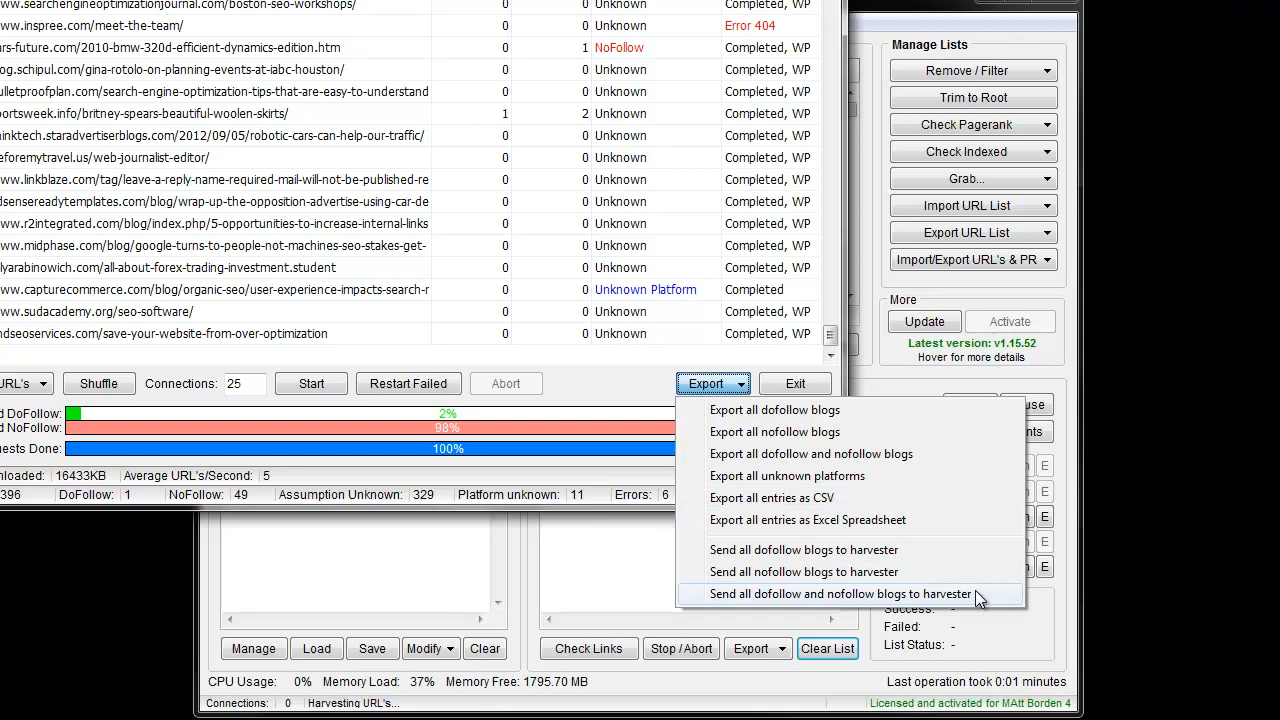 ww.searchengineoptimizationjournal.com/boston-seo-workshops/ 0 0 Unknown Completed, WP
ww.inspree.com/meet-the-team/ 0 0 Unknown Error 404
ars-future.com/2010-bmw-320d-efficient-dynamics-edition.htm 0 1 NoFollow Completed, WP
og.schipul.com/gina-rotolo-on-planning-events-at-iabc-houston/ 0 0 Unknown Completed, WP
ulletproofplan.com/search-engine-optimization-tips-that-are-easy-to-understand 0 0 Unknown Completed, WP
ortsweek.info/britney-spears-beautiful-woolen-skirts/ 1 2 Unknown Completed, WP
inktech.staradvertiserblogs.com/2012/09/05/robotic-cars-can-help-our-traffic/ 0 0 Unknown Completed, WP
eforemytravel.us/web-journalist-editor/ 0 0 Unknown Completed, WP
ww.linkblaze.com/tag/leave-a-reply-name-required-mail-will-not-be-published-re 0 0 Unknown Completed, WP
dsensereadytemplates.com/blog/wrap-up-the-opposition-advertise-using-car-de 0 0 Unknown Completed, WP
ww.r2integrated.com/blog/index.php/5-opportunities-to-increase-internal-links 0 0 Unknown Completed, WP
ww.midphase.com/blog/google-turns-to-people-not-machines-seo-stakes-get- 0 0 Unknown Completed, WP
lyarabinowich.com/all-about-forex-trading-investment.student 0 0 Unknown Completed, WP
ww.capturecommerce.com/blog/organic-seo/user-experience-impacts-search-r 0 0 Unknown Platform Completed
ww.sudacademy.org/seo-software/ 0 0 Unknown Completed, WP
ndseoservices.com/save-your-website-from-over-optimization 0 0 Unknown Completed, WP
URL's Shuffle Connections: 25 Start Restart Failed Abort Export Exit
d DoFollow: 2%
d NoFollow: 98%
ests Done: 100%
nloaded: 16433KB Average URL's/Second: 5
396 DoFollow: 1 NoFollow: 49 Assumption Unknown: 329 Platform unknown: 11 Errors: 6
Export all dofollow blogs
Export all nofollow blogs
Export all dofollow and nofollow blogs
Export all unknown platforms
Export all entries as CSV
Export all entries as Excel Spreadsheet
Send all dofollow blogs to harvester
Send all nofollow blogs to harvester
Send all dofollow and nofollow blogs to harvester
Manage Lists
Remove / Filter
Trim to Root
Check Pagerank
Check Indexed
Grab...
Import URL List
Export URL List
Import/Export URL's & PR
More
Update Activate
Latest version: v1.15.52
Hover for more details
use
nts
E
E
E
E
E
Success: -
Failed: -
List Status: -
Manage Load Save Modify Clear Check Links Stop / Abort Export Clear List
CPU Usage: 0% Memory Load: 37% Memory Free: 1795.70 MB Last operation took 0:01 minutes
Connections: 0 Harvesting URL's... Licensed and activated for MAtt Borden 4